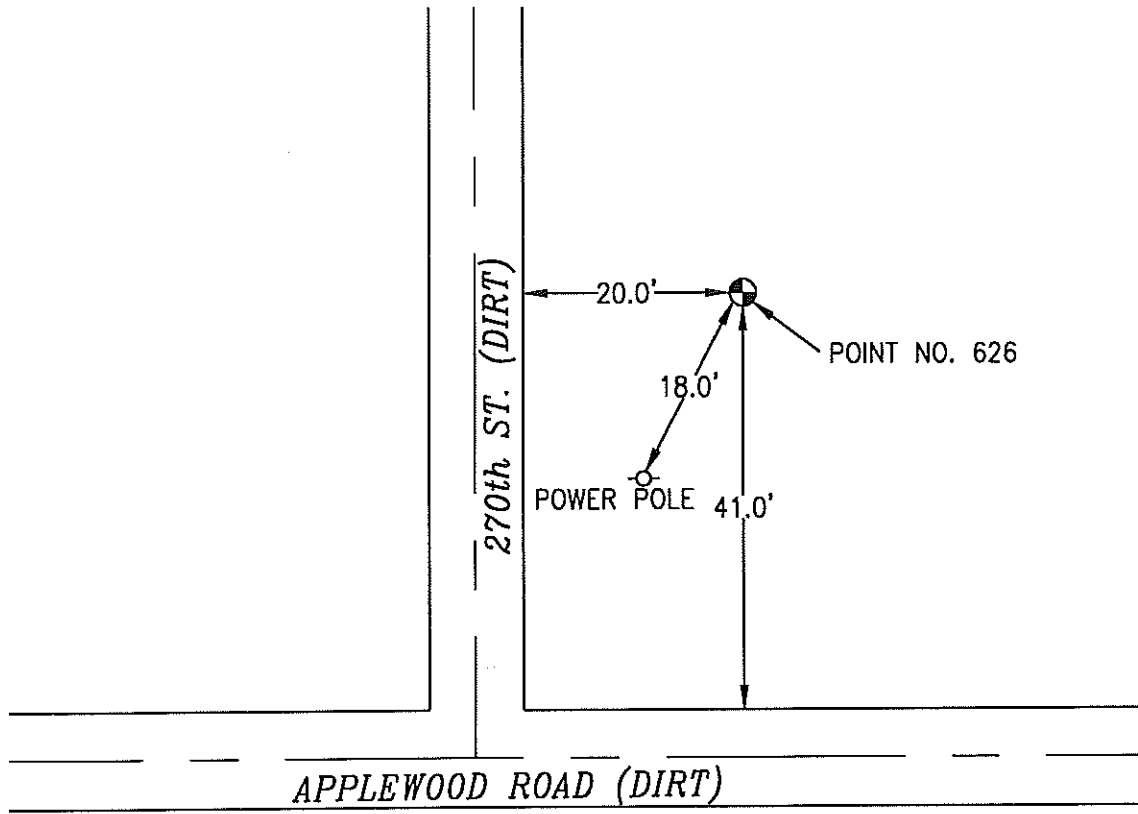 270th ST. (DIRT)
20.0'
POINT NO. 626
18.0'
POWER POLE
41.0'
APPLEWOOD ROAD (DIRT)